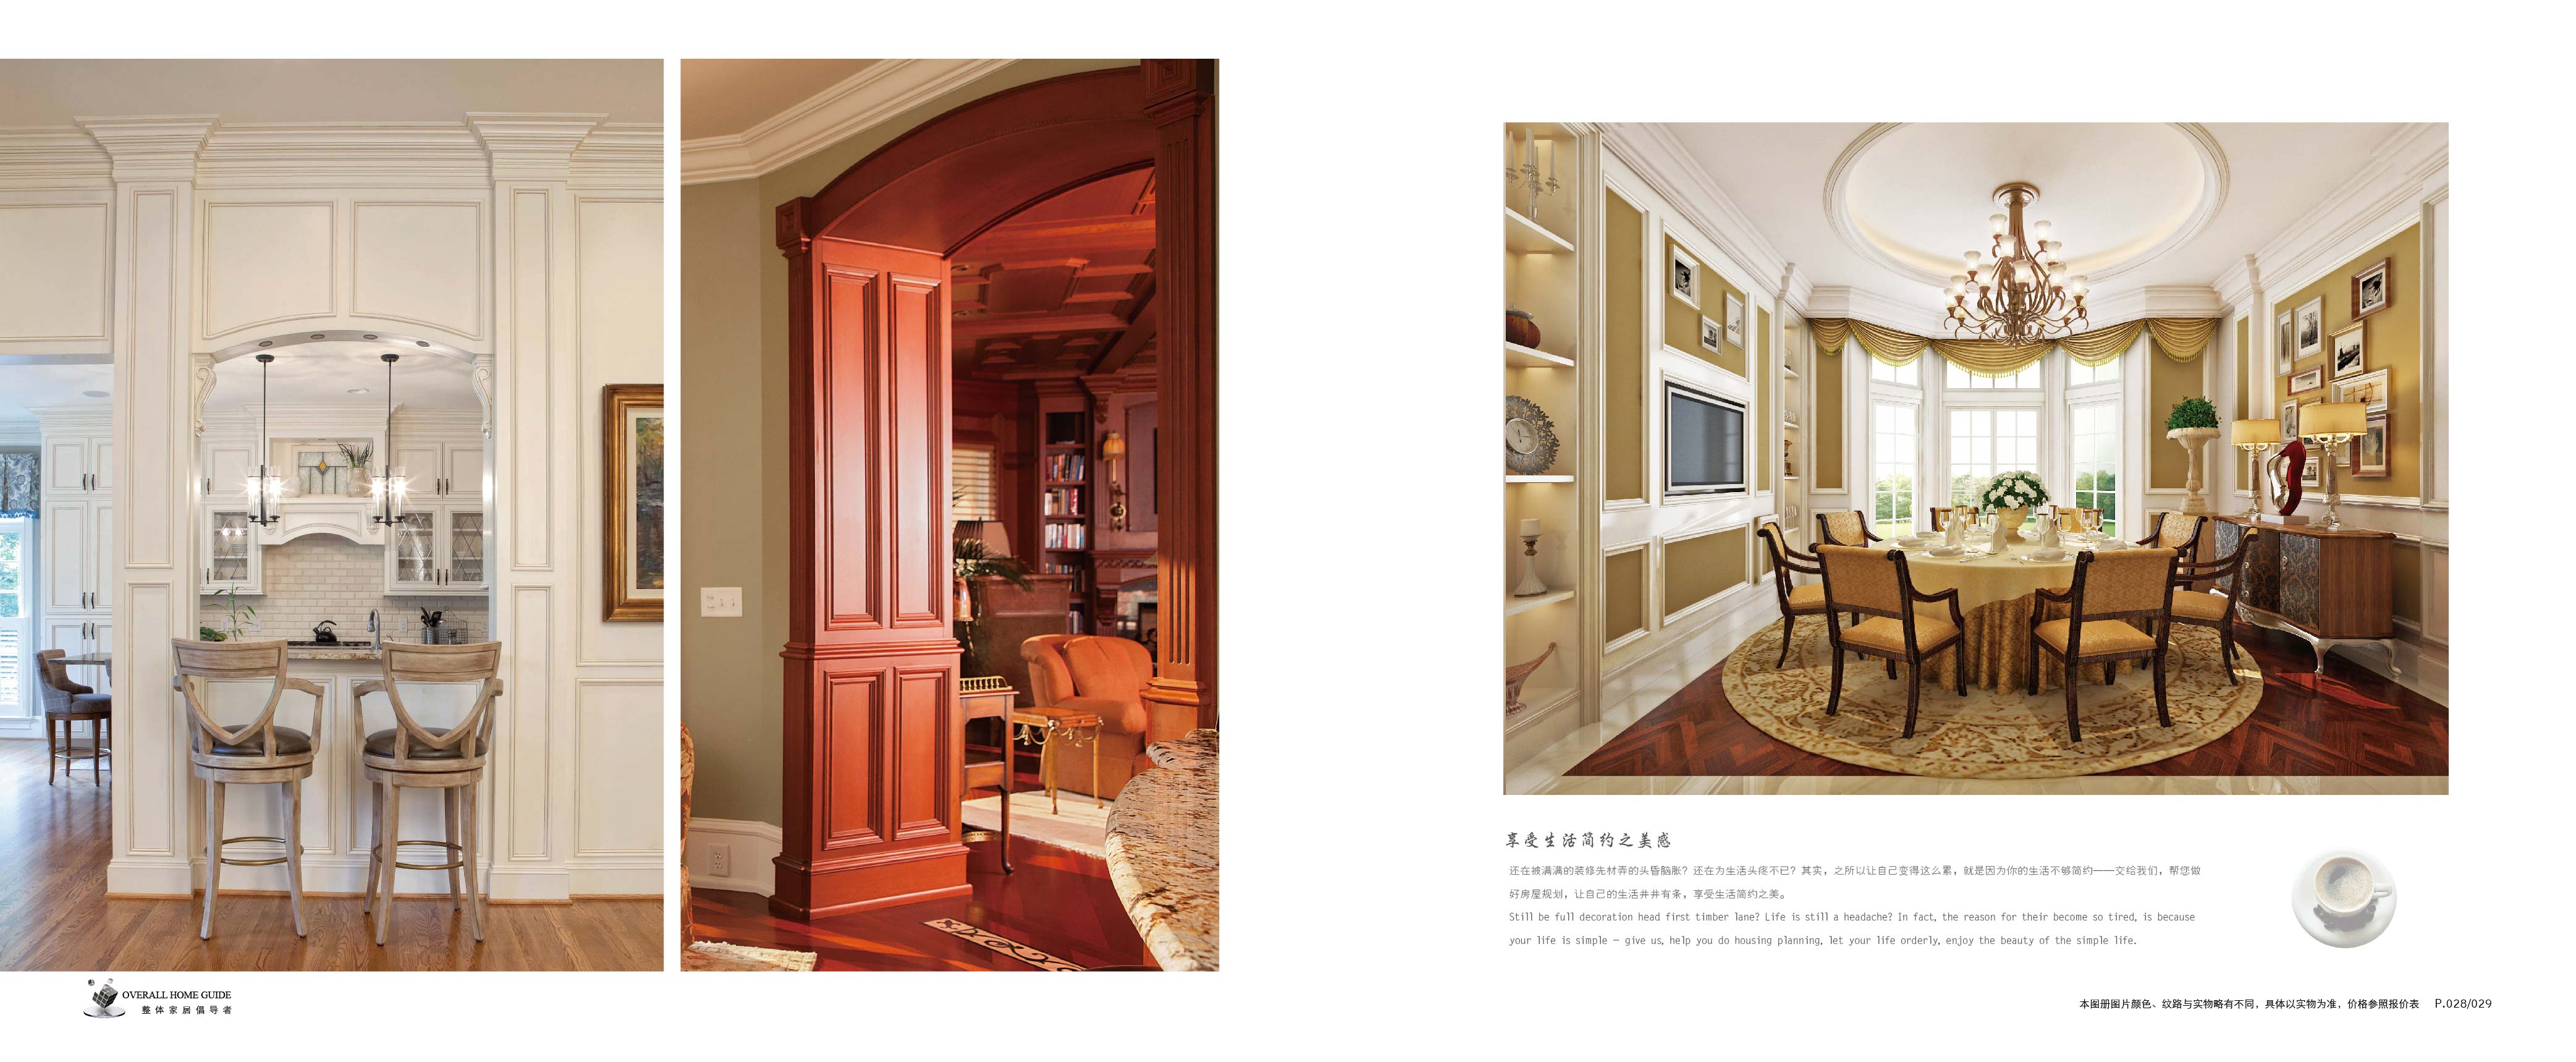 享受生活简约之美感
还在被满满的装修先材弄的头昏脑胀？还在为生活头疼不已？其实，之所以让自己变得这么累，就是因为你的生活不够简约——交给我们，帮您做
好房屋规划，让自己的生活井井有条，享受生活简约之美。
Still be full decoration head first timber lane? Life is still a headache? In fact, the reason for their become so tired, is because
your life is simple - give us, help you do housing planning, let your life orderly, enjoy the beauty of the simple life.
OVERALL HOME GUIDE
整体家居倡导者
本图册图片颜色、纹路与实物略有不同，具体以实物为准，价格参照报价表 P.028/029